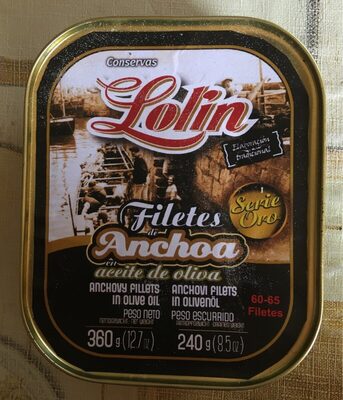 Conservas
Lolin
Elaboración
tradicional
Filetes
de
Anchoa
en
aceite de oliva
Serie
Oro
ANCHOVY FILLETS
IN OLIVE OIL
ANCHOVI FILETS
IN OLIVENÖL
60-65
Filetes
PESO NETO
PESO ESCURRIDO
360 g (12.7 oz)
240 g (8.5 oz)